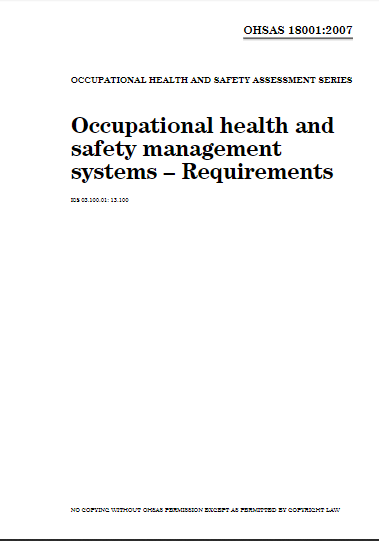 OHSAS 18001:2007
OCCUPATIONAL HEALTH AND SAFETY ASSESSMENT SERIES
Occupational health and
safety management
systems – Requirements
ICS 03.100.01; 13.100
NO COPYING WITHOUT OHSAS PERMISSION EXCEPT AS PERMITTED BY COPYRIGHT LAW